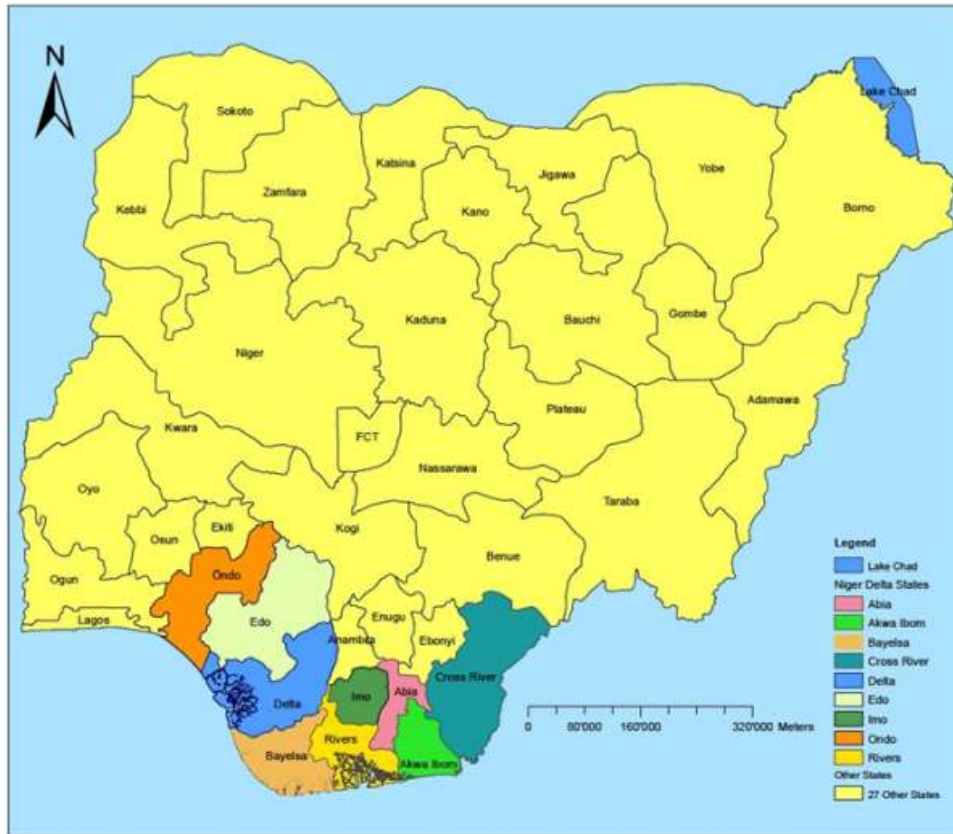 N
Lake Chad
Sokoto
Katsina
Yobe
Jigawa
Zamfara
Kebbi
Kano
Borno
Gombe
Kaduna
Bauchi
Niger
Adamawa
Plateau
Kwara
FCT
Nassarawa
Oyo
Taraba
Kogi
Ekiti
Osun
Benue
Ondo
Ogun
Enugu
Lagos
Edo
Anambra
Ebonyi
Cross River
Abia
Imo
Delta
Rivers
Bayelsa
Akwa Ibom
Legend
Lake Chad
Niger Delta States
Abia
Akwa Ibom
Bayelsa
Cross River
Delta
Edo
Imo
Ondo
Rivers
Other States
27 Other States
0 80'000 160'000 320'000 Meters